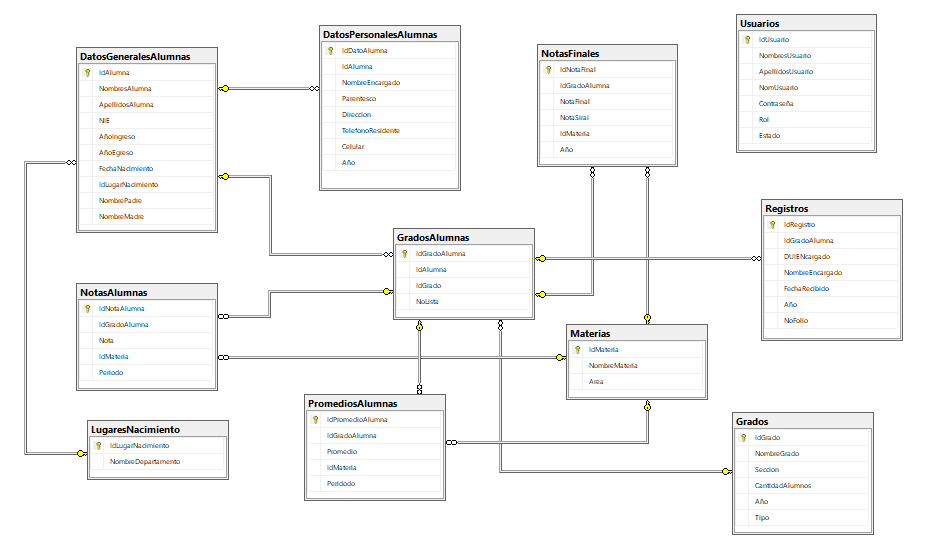 DatosGeneralesAlumnas
IdAlumna
NombresAlumna
ApellidosAlumna
NIE
AñoIngreso
AñoEgreso
FechaNacimiento
IdLugarNacimiento
NombrePadre
NombreMadre
DatosPersonalesAlumnas
IdDatoAlumna
IdAlumna
NombreEncargado
Parentesco
Direccion
TelefonoResidente
Celular
Año
NotasFinales
IdNotaFinal
IdGradoAlumna
NotaFinal
NotaSirai
IdMateria
Año
Usuarios
IdUsuario
NombresUsuario
ApellidosUsuario
NomUsuario
Contraseña
Rol
Estado
Registros
IdRegistro
IdGradoAlumna
DUIENcargado
NombreEncargado
FechaRecibido
Año
NoFolio
GradosAlumnas
IdGradoAlumna
IdAlumna
IdGrado
NoLista
NotasAlumnas
IdNotaAlumna
IdGradoAlumna
Nota
IdMateria
Periodo
Materias
IdMateria
NombreMateria
Area
PromediosAlumnas
IdPromedioAlumna
IdGradoAlumna
Promedio
IdMateria
Peridodo
LugaresNacimiento
IdLugarNacimiento
NombreDepartamento
Grados
IdGrado
NombreGrado
Seccion
CantidadAlumnos
Año
Tipo